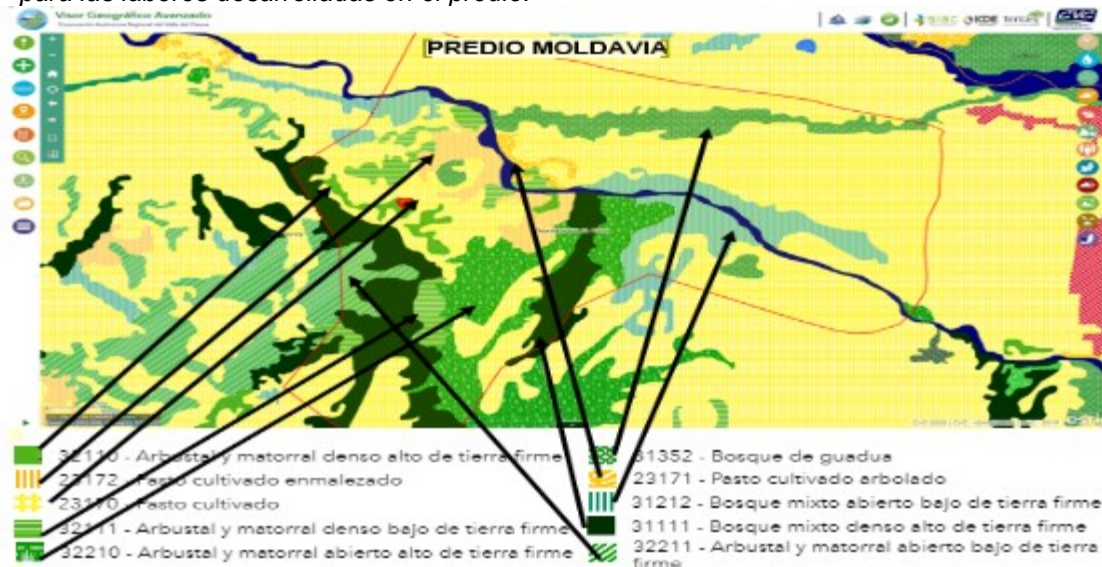 para las labores desarrolladas en el predio.
Visor Geográfico Avanzado
Corporación Autónoma Regional del Valle del Cauca
siac
ICDE
CVC
PREDIO MOLDAVIA
32110 - Arbustal y matorral denso alto de tierra firme
23172 - Pasto cultivado enmalezado
23170 - Pasto cultivado
32111 - Arbustal y matorral denso bajo de tierra firme
32210 - Arbustal y matorral abierto alto de tierra firme
31352 - Bosque de guadua
23171 - Pasto cultivado arbolado
31212 - Bosque mixto abierto bajo de tierra firme
31111 - Bosque mixto denso alto de tierra firme
32211 - Arbustal y matorral abierto bajo de tierra
firme